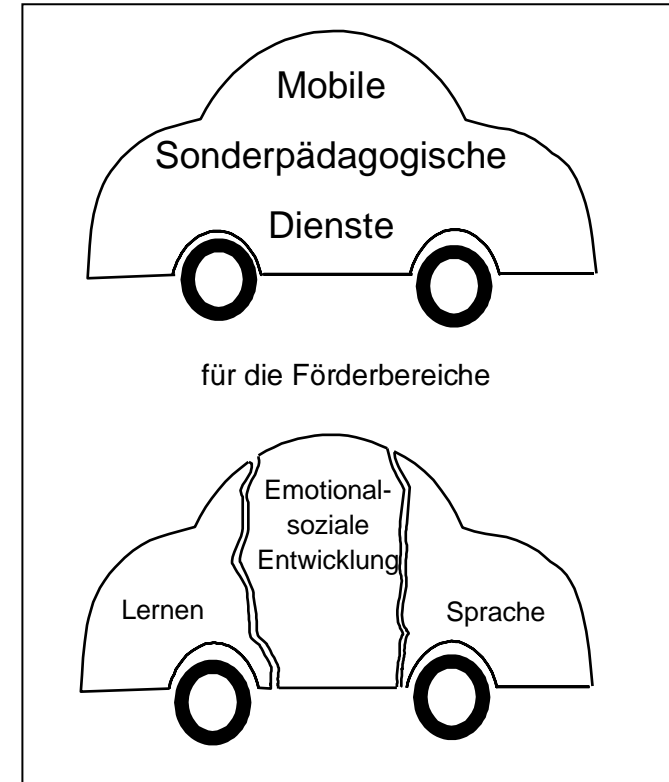 Mobile
Sonderpädagogische
Dienste
für die Förderbereiche
Emotional-
soziale
Entwicklung
Lernen
Sprache